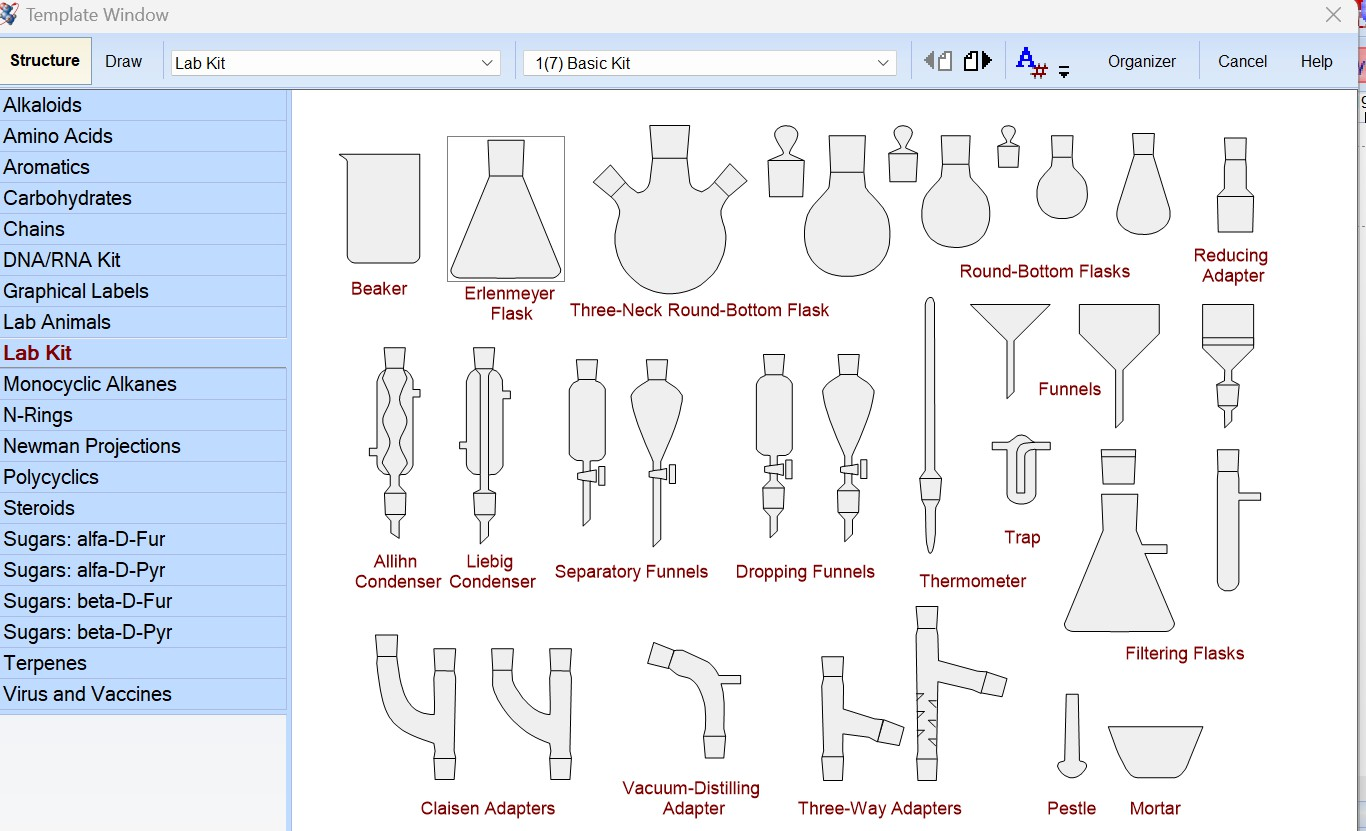 Template Window
Structure
Draw
Lab Kit
1(7) Basic Kit
A#
Organizer
Cancel
Help
Alkaloids
Amino Acids
Aromatics
Carbohydrates
Chains
DNA/RNA Kit
Graphical Labels
Lab Animals
Lab Kit
Monocyclic Alkanes
N-Rings
Newman Projections
Polycyclics
Steroids
Sugars: alfa-D-Fur
Sugars: alfa-D-Pyr
Sugars: beta-D-Fur
Sugars: beta-D-Pyr
Terpenes
Virus and Vaccines
Beaker
Erlenmeyer
Flask
Three-Neck Round-Bottom Flask
Round-Bottom Flasks
Reducing
Adapter
Funnels
Allihn
Condenser
Liebig
Condenser
Separatory Funnels
Dropping Funnels
Thermometer
Trap
Filtering Flasks
Claisen Adapters
Vacuum-Distilling
Adapter
Three-Way Adapters
Pestle
Mortar